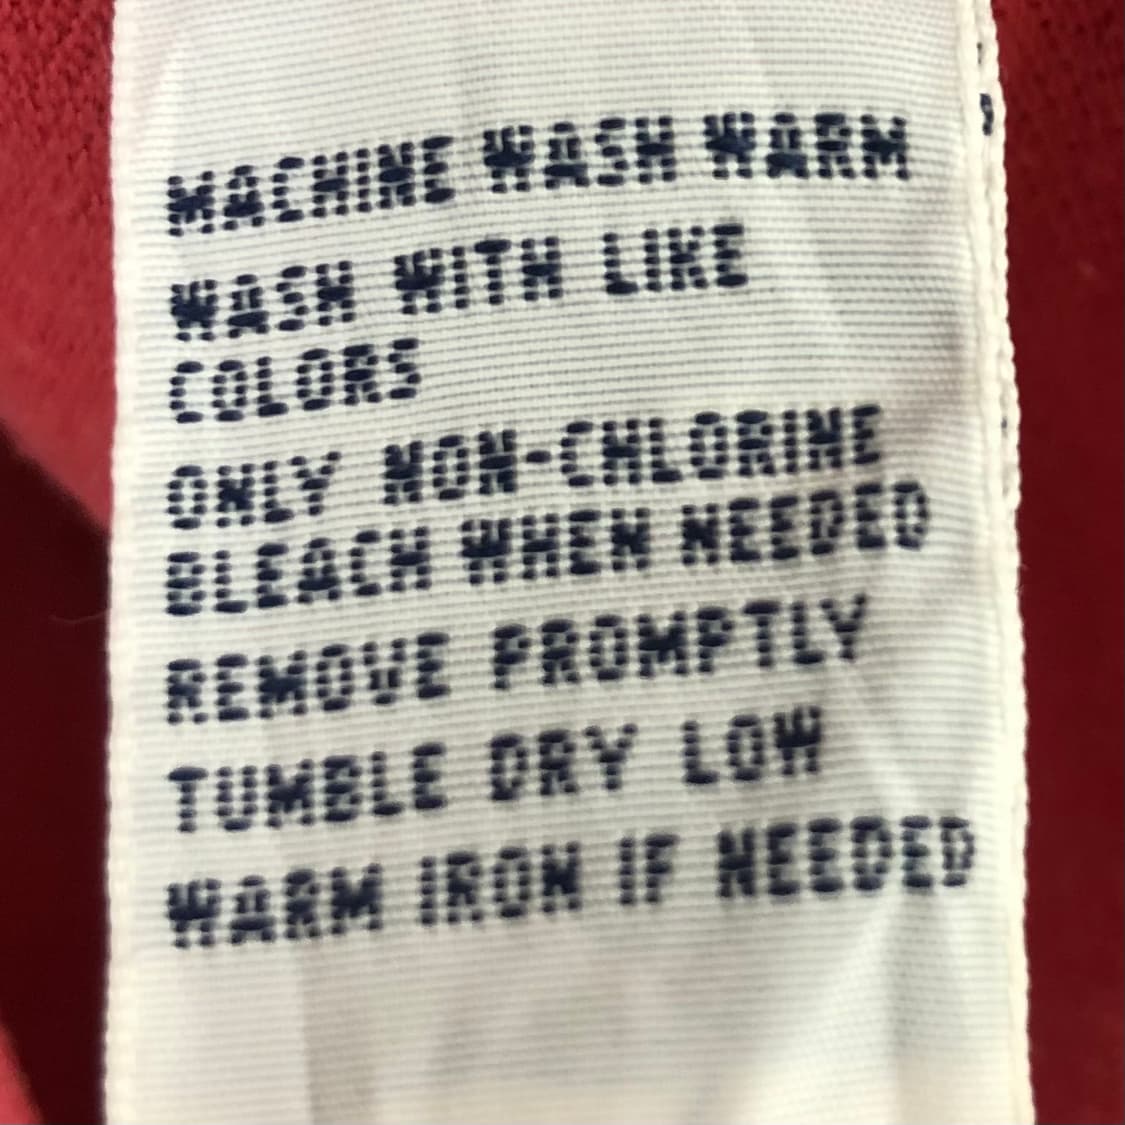 MACHINE WASH WARM
WASH WITH LIKE
COLORS
ONLY NON-CHLORINE
BLEACH WHEN NEEDED
REMOVE PROMPTLY
TUMBLE DRY LOW
WARM IRON IF NEEDED